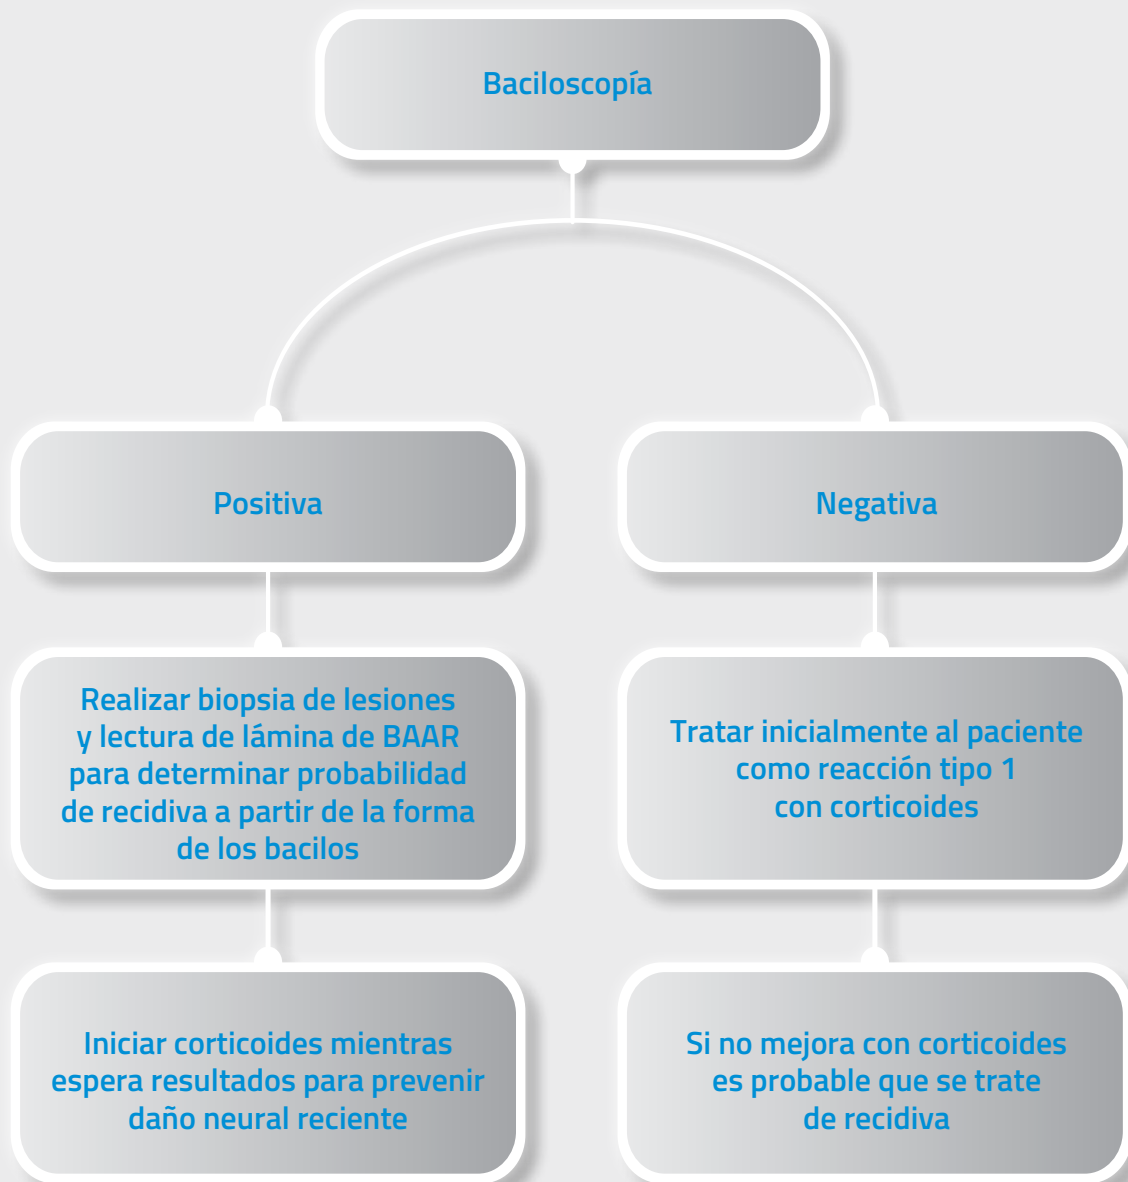 Baciloscopía
Positiva
Negativa
Realizar biopsia de lesiones
y lectura de lámina de BAAR
para determinar probabilidad
de recidiva a partir de la forma
de los bacilos
Tratar inicialmente al paciente
como reacción tipo 1
con corticoides
Iniciar corticoides mientras
espera resultados para prevenir
daño neural reciente
Si no mejora con corticoides
es probable que se trate
de recidiva